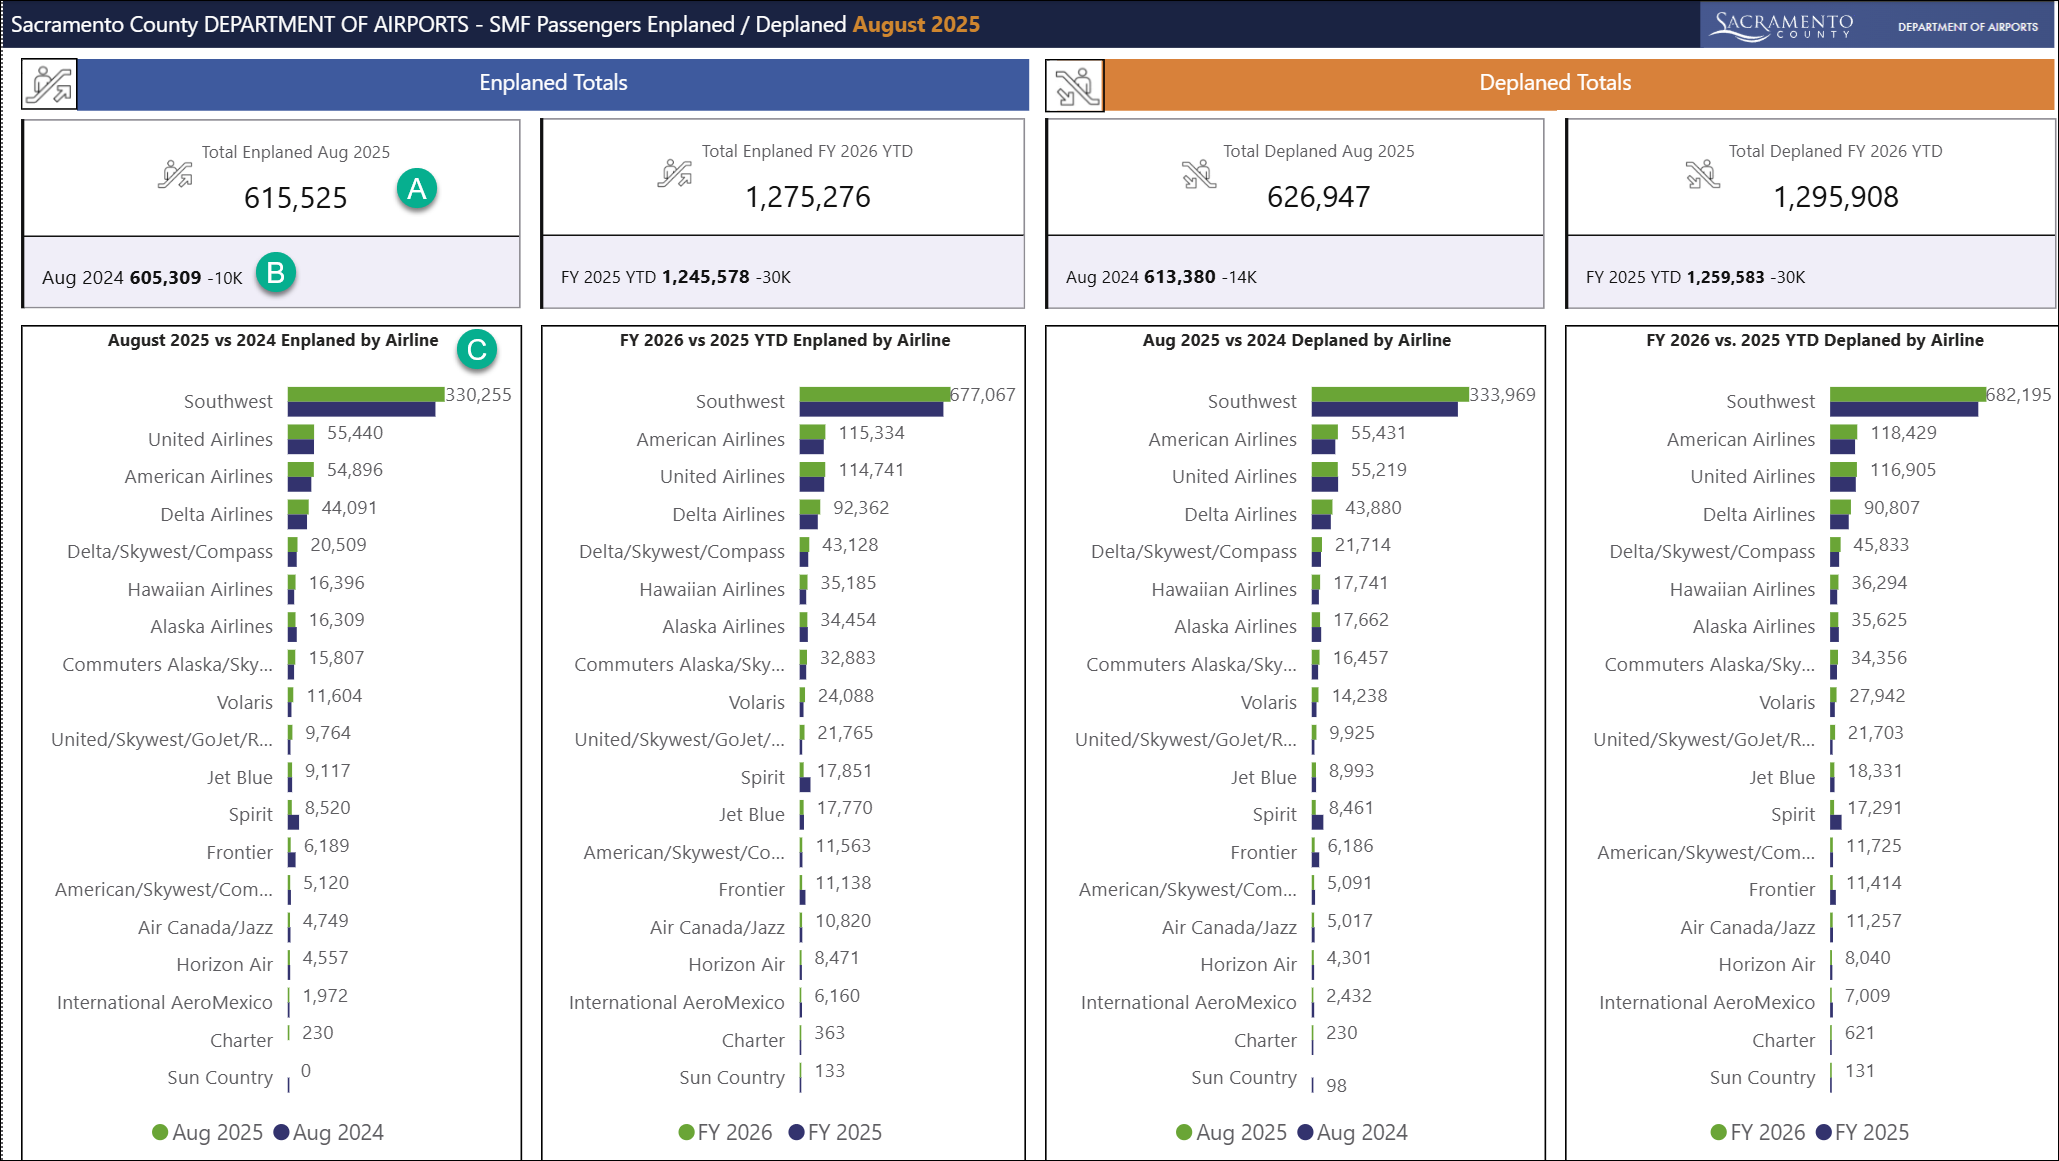 Sacramento County DEPARTMENT OF AIRPORTS - SMF Passengers Enplaned / Deplaned August 2025
SACRAMENTO
COUNTY
DEPARTMENT OF AIRPORTS
Enplaned Totals
Total Enplaned Aug 2025
615,525
A
Aug 2024 605,309 -10K
B
Total Enplaned FY 2026 YTD
1,275,276
FY 2025 YTD 1,245,578 -30K
Deplaned Totals
Total Deplaned Aug 2025
626,947
Aug 2024 613,380 -14K
Total Deplaned FY 2026 YTD
1,295,908
FY 2025 YTD 1,259,583 -30K
August 2025 vs 2024 Enplaned by Airline
C
Southwest 330,255
United Airlines 55,440
American Airlines 54,896
Delta Airlines 44,091
Delta/Skywest/Compass 20,509
Hawaiian Airlines 16,396
Alaska Airlines 16,309
Commuters Alaska/Sky... 15,807
Volaris 11,604
United/Skywest/GoJet/R... 9,764
Jet Blue 9,117
Spirit 8,520
Frontier 6,189
American/Skywest/Com... 5,120
Air Canada/Jazz 4,749
Horizon Air 4,557
International AeroMexico 1,972
Charter 230
Sun Country 0
Aug 2025 Aug 2024
FY 2026 vs 2025 YTD Enplaned by Airline
Southwest 677,067
American Airlines 115,334
United Airlines 114,741
Delta Airlines 92,362
Delta/Skywest/Compass 43,128
Hawaiian Airlines 35,185
Alaska Airlines 34,454
Commuters Alaska/Sky... 32,883
Volaris 24,088
United/Skywest/GoJet/... 21,765
Spirit 17,851
Jet Blue 17,770
American/Skywest/Co... 11,563
Frontier 11,138
Air Canada/Jazz 10,820
Horizon Air 8,471
International AeroMexico 6,160
Charter 363
Sun Country 133
FY 2026 FY 2025
Aug 2025 vs 2024 Deplaned by Airline
Southwest 333,969
American Airlines 55,431
United Airlines 55,219
Delta Airlines 43,880
Delta/Skywest/Compass 21,714
Hawaiian Airlines 17,741
Alaska Airlines 17,662
Commuters Alaska/Sky... 16,457
Volaris 14,238
United/Skywest/GoJet/R... 9,925
Jet Blue 8,993
Spirit 8,461
Frontier 6,186
American/Skywest/Com... 5,091
Air Canada/Jazz 5,017
Horizon Air 4,301
International AeroMexico 2,432
Charter 230
Sun Country 98
Aug 2025 Aug 2024
FY 2026 vs. 2025 YTD Deplaned by Airline
Southwest 682,195
American Airlines 118,429
United Airlines 116,905
Delta Airlines 90,807
Delta/Skywest/Compass 45,833
Hawaiian Airlines 36,294
Alaska Airlines 35,625
Commuters Alaska/Sky... 34,356
Volaris 27,942
United/Skywest/GoJet/R... 21,703
Jet Blue 18,331
Spirit 17,291
American/Skywest/Com... 11,725
Frontier 11,414
Air Canada/Jazz 11,257
Horizon Air 8,040
International AeroMexico 7,009
Charter 621
Sun Country 131
FY 2026 FY 2025